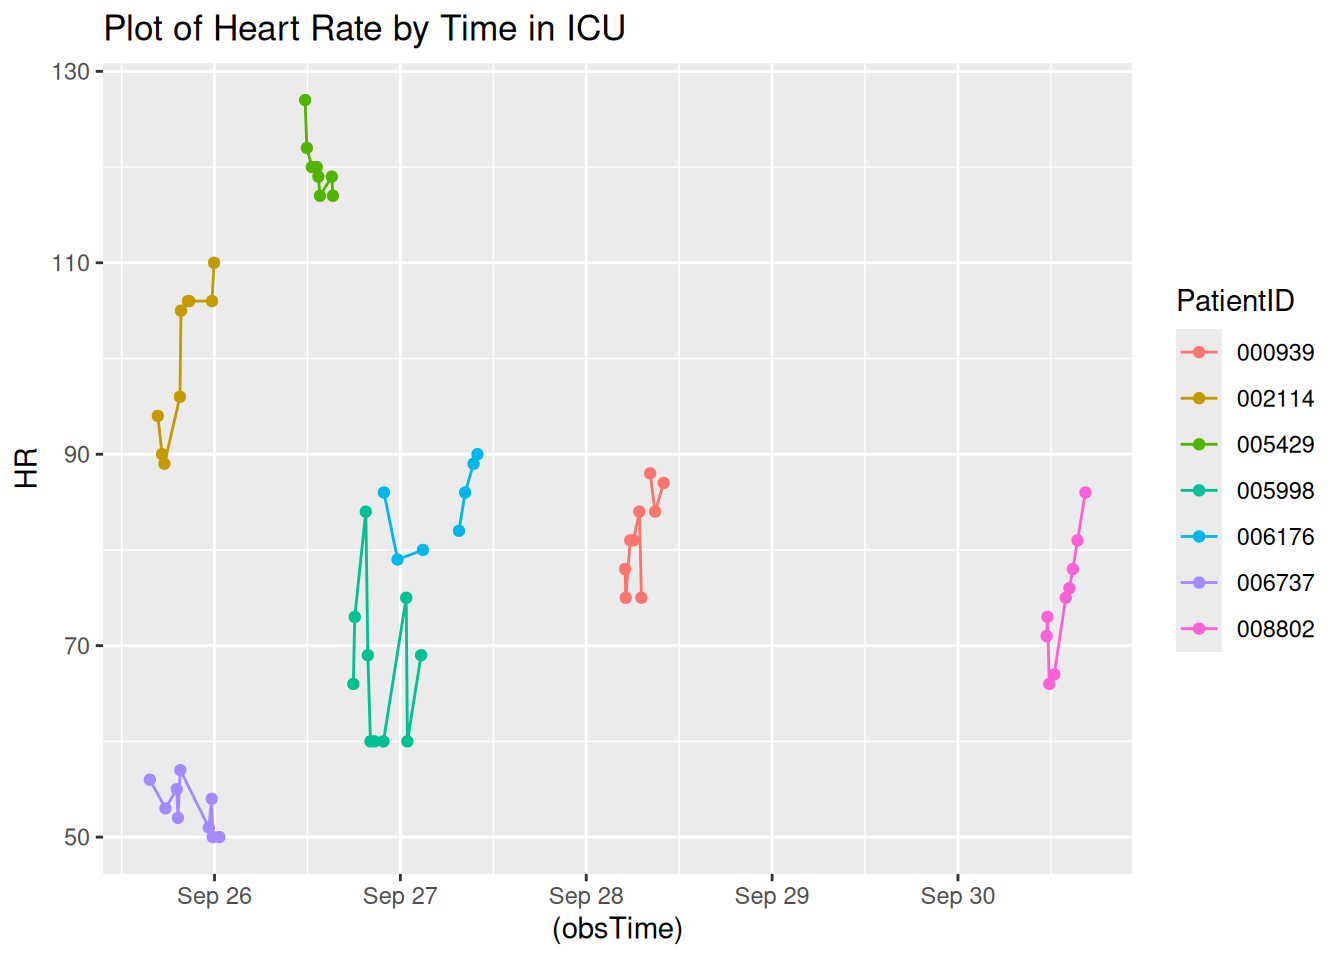 Plot of Heart Rate by Time in ICU
130
110
90
70
50
HR
Sep 26 Sep 27 Sep 28 Sep 29 Sep 30
(obsTime)
PatientID
000939
002114
005429
005998
006176
006737
008802